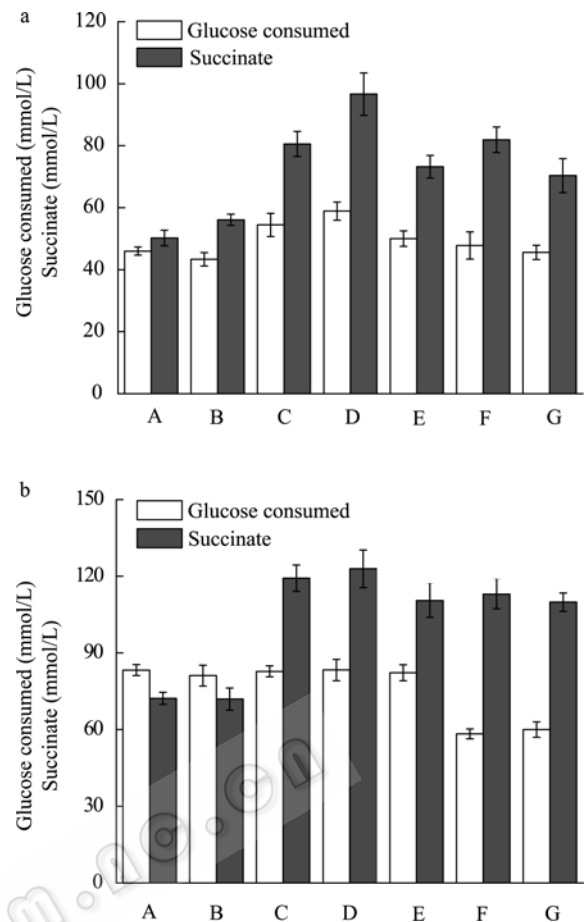 a
120
100
80
60
40
20
0
Glucose consumed (mmol/L)
Succinate (mmol/L)
Glucose consumed
Succinate
A B C D E F G
b
150
120
90
60
30
0
Glucose consumed (mmol/L)
Succinate (mmol/L)
Glucose consumed
Succinate
A B C D E F G